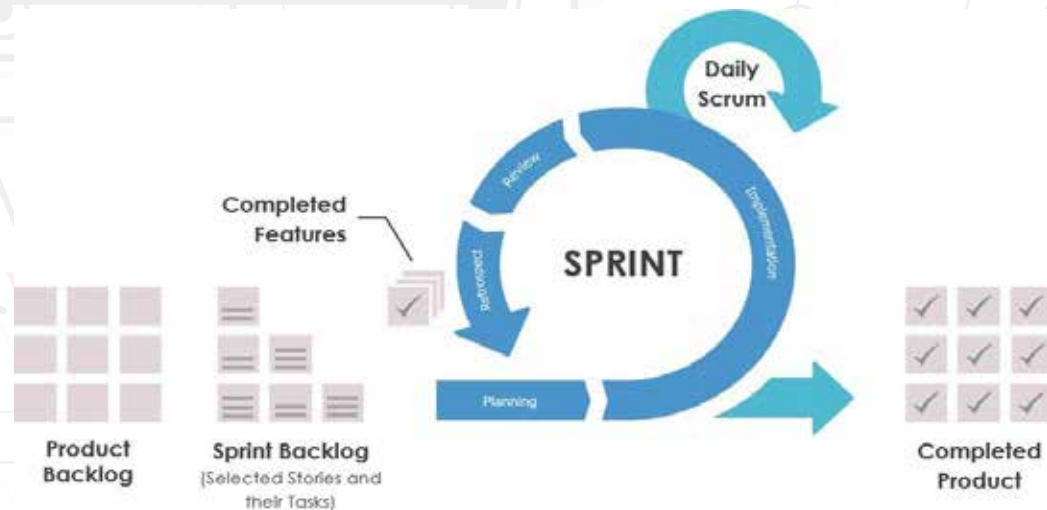 Daily
Scrum
Review
Implementation
Completed
Features
Retrospect
SPRINT
Planning
Product
Backlog
Sprint Backlog
(Selected Stories and
their Tasks)
Completed
Product